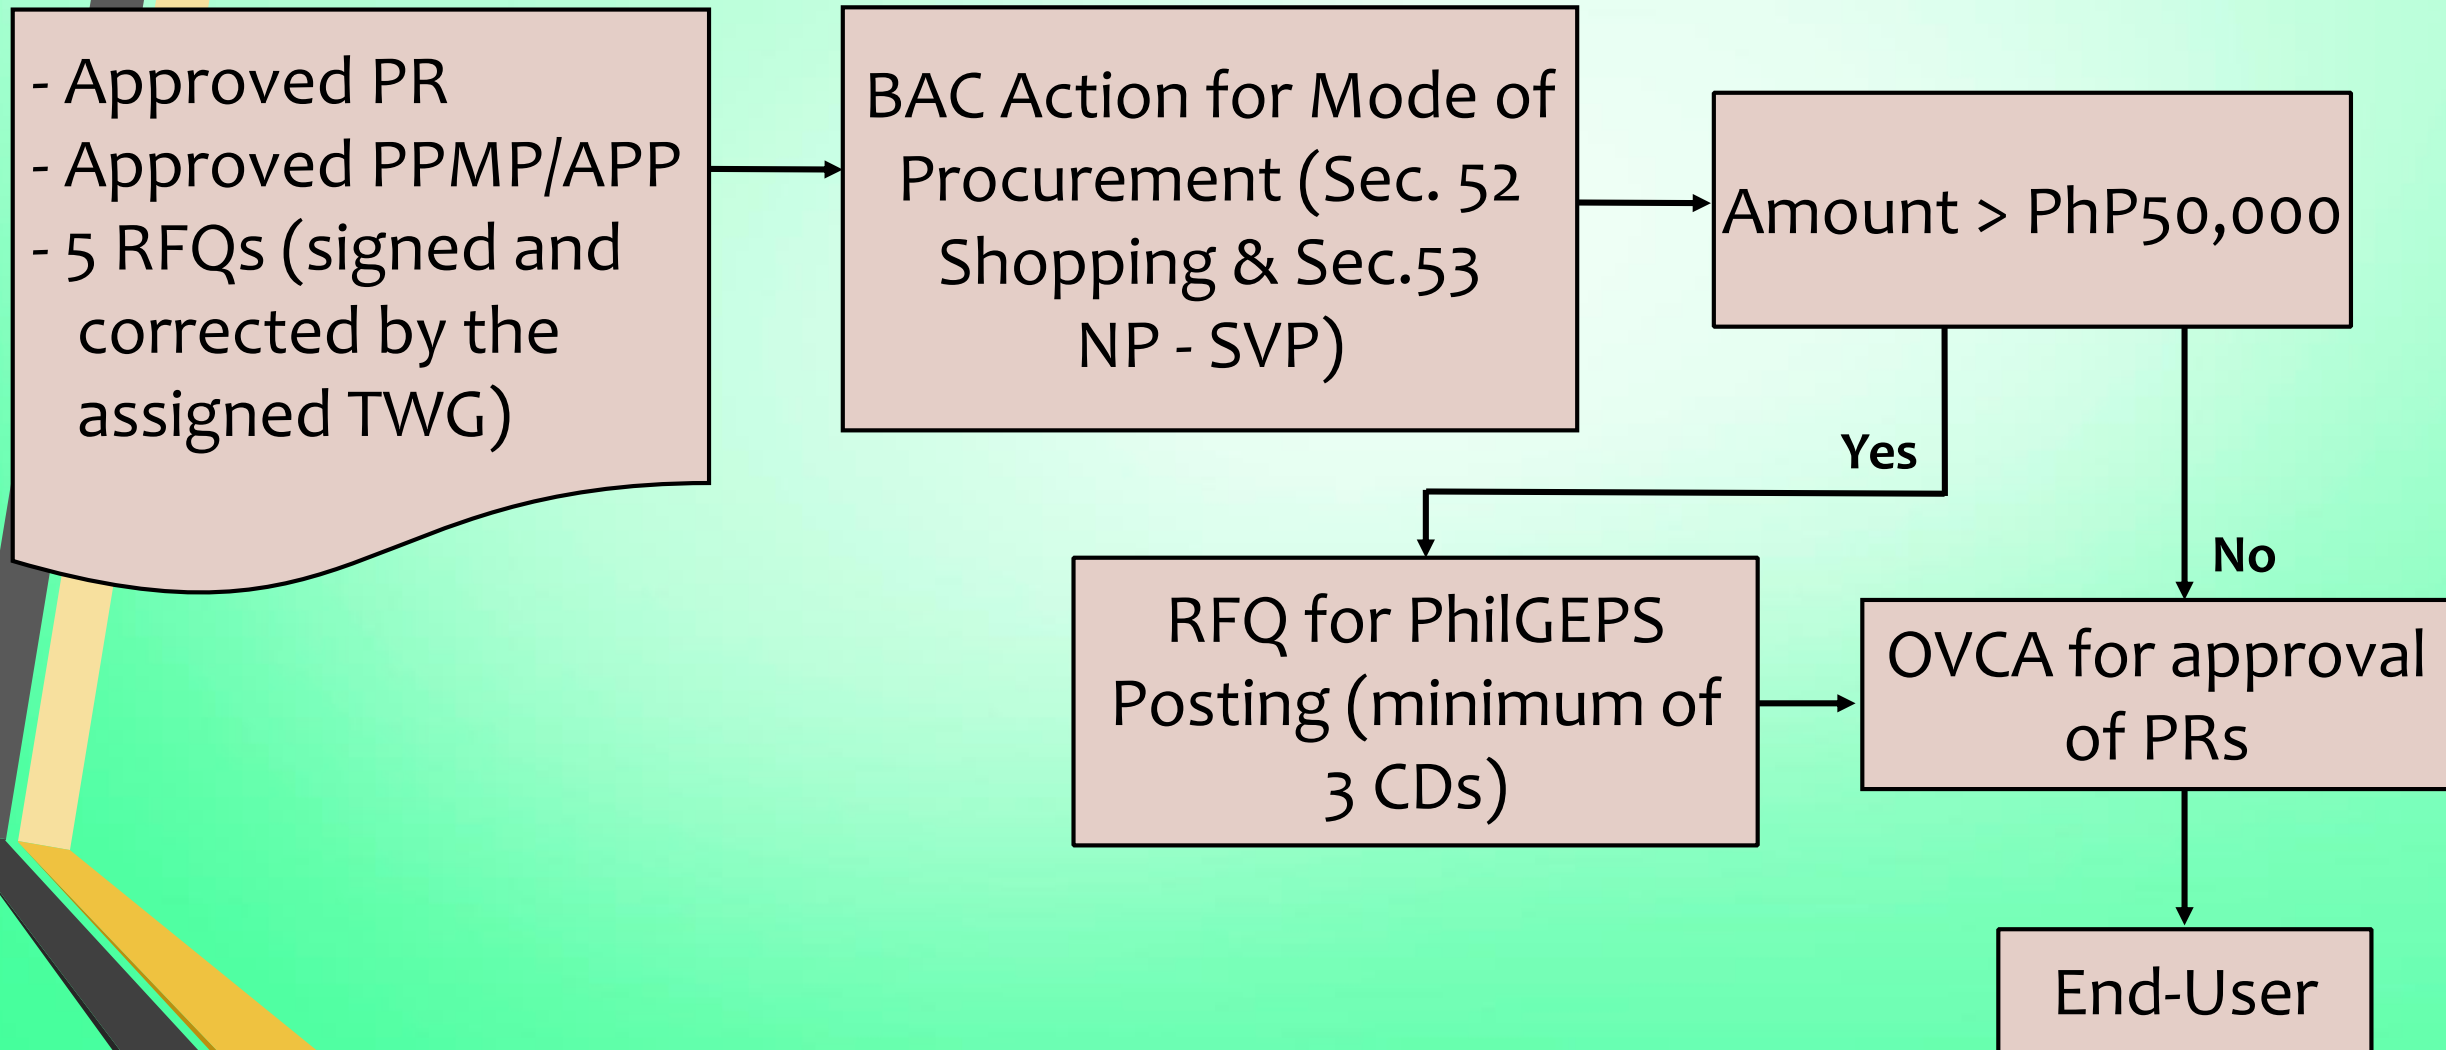 - Approved PR
- Approved PPMP/APP
- 5 RFQs (signed and
corrected by the
assigned TWG)
BAC Action for Mode of
Procurement (Sec. 52
Shopping & Sec.53
NP - SVP)
Amount > PhP50,000
Yes
No
RFQ for PhilGEPS
Posting (minimum of
3 CDs)
OVCA for approval
of PRs
End-User